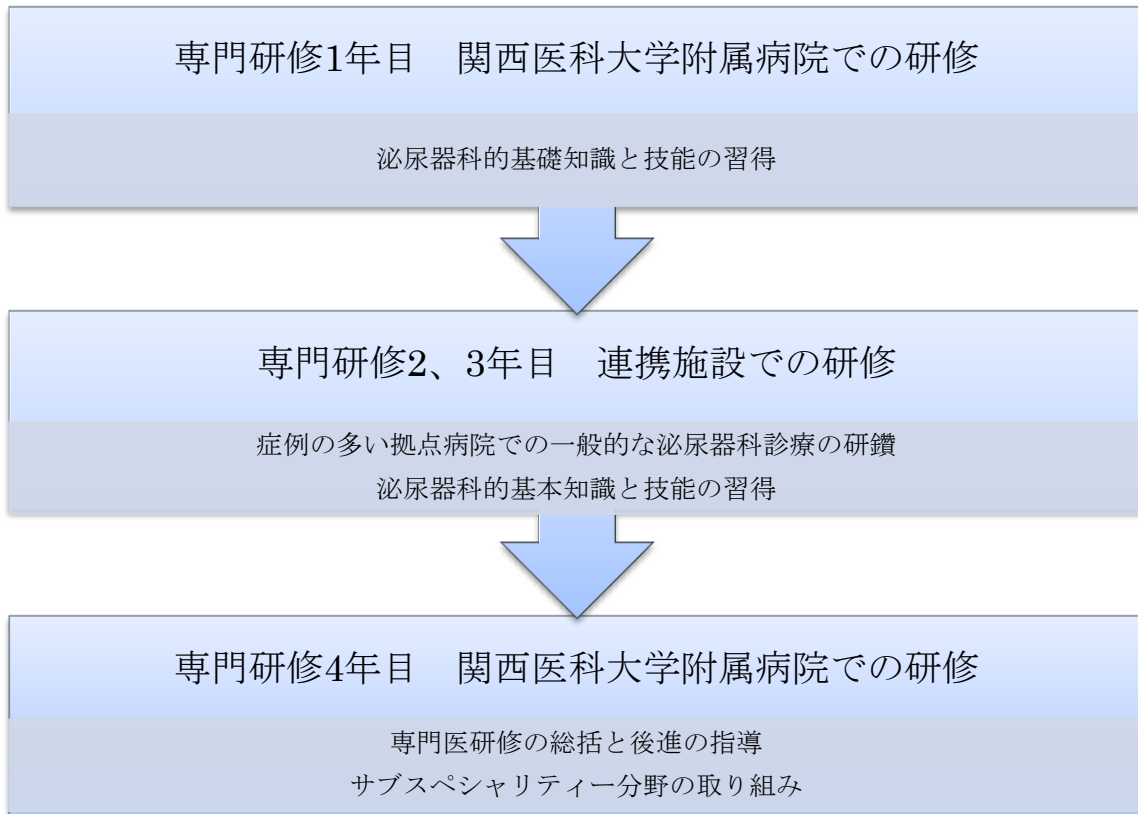 専門研修1年目　関西医科大学附属病院での研修
泌尿器科的基礎知識と技能の習得
専門研修2、3年目　連携施設での研修
症例の多い拠点病院での一般的な泌尿器科診療の研鑽
泌尿器科的基本知識と技能の習得
専門研修4年目　関西医科大学附属病院での研修
専門医研修の総括と後進の指導
サブスペシャリティー分野の取り組み